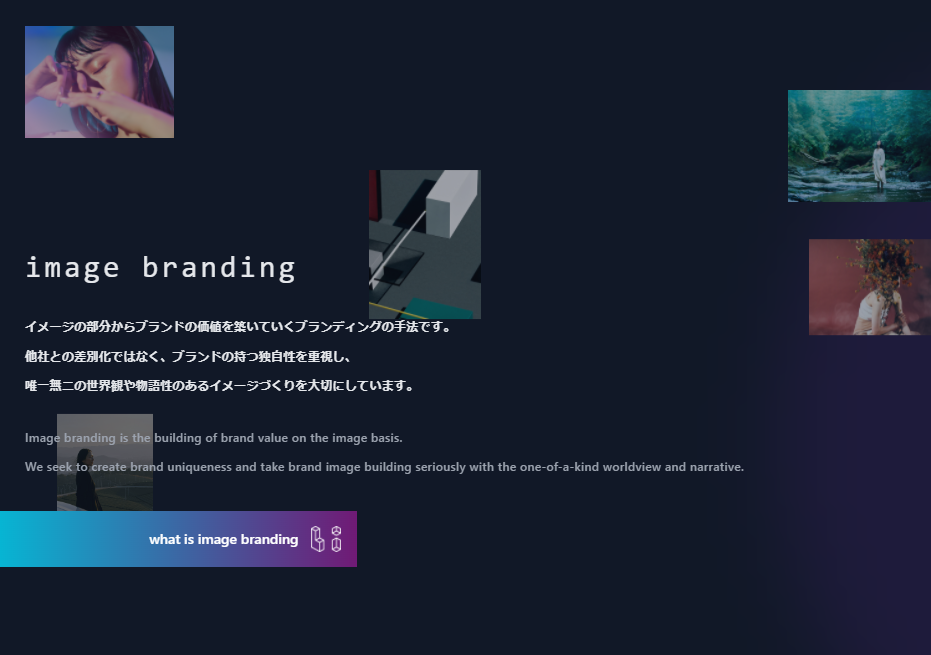 image branding
イメージの部分からブランドの価値を築いていくブランディングの手法です。
他社との差別化ではなく、ブランドの持つ独自性を重視し、
唯一無二の世界観や物語性のあるイメージづくりを大切にしています。
Image branding is the building of brand value on the image basis.
We seek to create brand uniqueness and take brand image building seriously with the one-of-a-kind worldview and narrative.
what is image branding